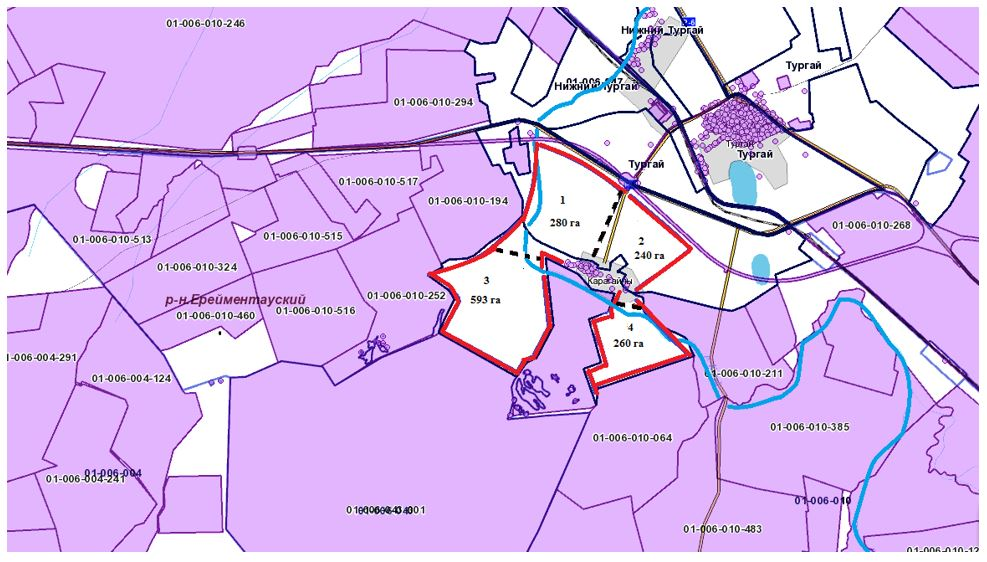 01-006-010-246
Р-6
Нижний Тургай
Тургай
Нижний Тургай
01-006-010-294
Тургай
Тургай
Тургай
01-006-010-517
01-006-010-194
1
280 га
01-006-010-268
01-006-010-513
01-006-010-515
2
240 га
01-006-010-324
3
593 га
Карагайлы
р-н.Ерейментауский
01-006-010-252
01-006-010-460
01-006-010-516
4
260 га
01-006-004-291
01-006-004-124
01-006-010-211
01-006-010-385
01-006-010-064
01-006-004
01-006-004-241
01-006-010
01-006-010-483